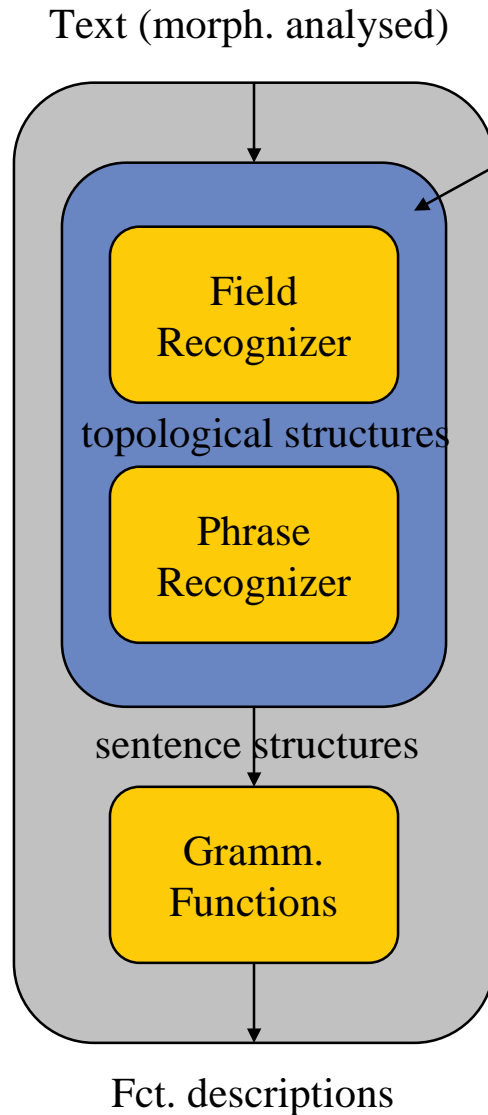 Text (morph. analysed)
Field
Recognizer
topological structures
Phrase
Recognizer
sentence structures
Gramm.
Functions
Fct. descriptions